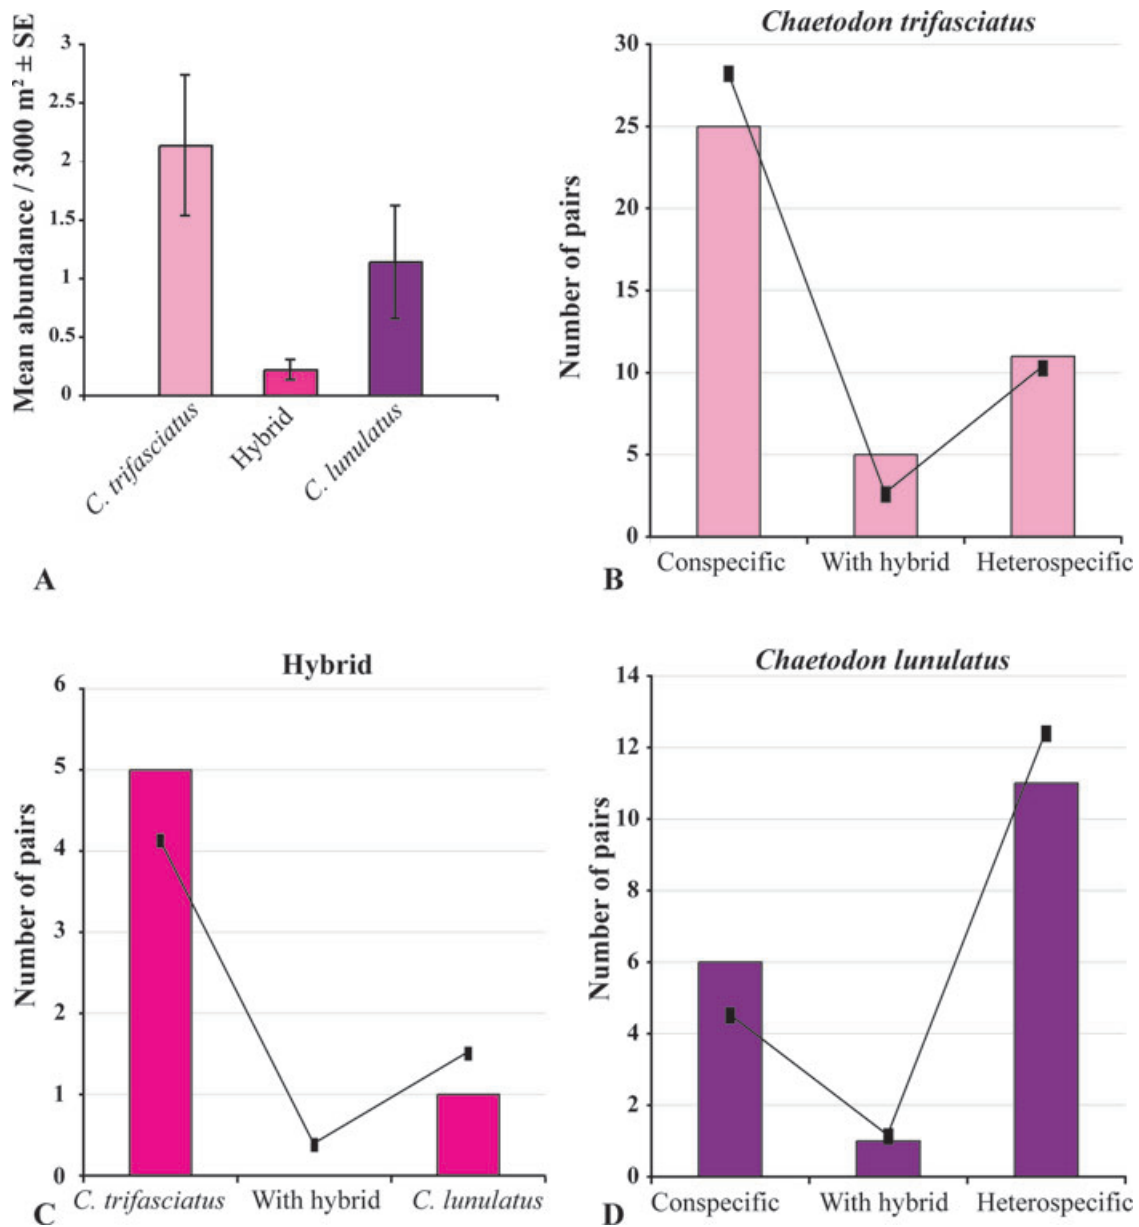 Mean abundance / 3000 m² ± SE
3
2.5
2
1.5
1
0.5
0
C. trifasciatus
Hybrid
C. lunulatus
A
Chaetodon trifasciatus
Number of pairs
30
25
20
15
10
5
0
Conspecific
With hybrid
Heterospecific
B
Hybrid
Number of pairs
6
5
4
3
2
1
0
C. trifasciatus
With hybrid
C. lunulatus
C
Chaetodon lunulatus
Number of pairs
14
12
10
8
6
4
2
0
Conspecific
With hybrid
Heterospecific
D